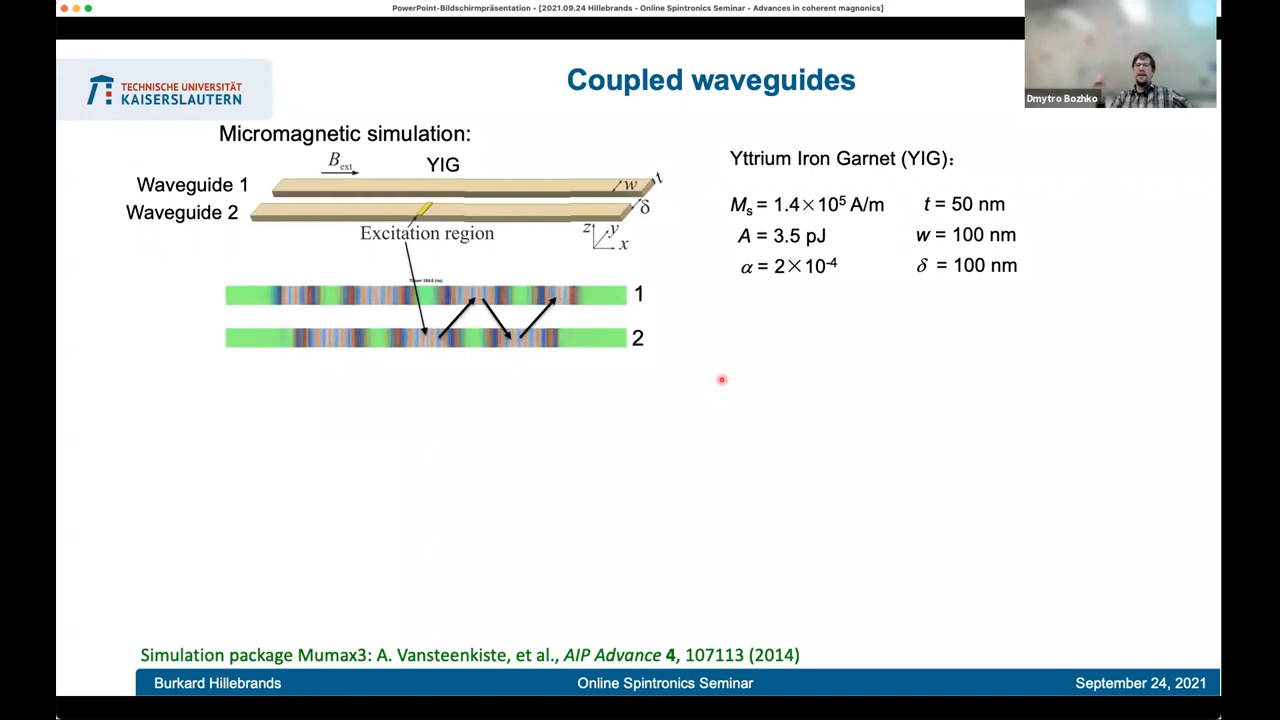 PowerPoint-Bildschirmpräsentation - [2021.09.24 Hillebrands - Online Spintronics Seminar - Advances in coherent magnonics]
Dmytro Bozhko
TECHNISCHE UNIVERSITÄT
KAISERSLAUTERN
Coupled waveguides
Micromagnetic simulation:
B_ext
YIG
Waveguide 1
Waveguide 2
w
t
δ
Excitation region
z
y
x
1
2
Yttrium Iron Garnet (YIG):
M_s = 1.4×10⁵ A/m
t = 50 nm
A = 3.5 pJ
w = 100 nm
α = 2×10⁻⁴
δ = 100 nm
Simulation package Mumax3: A. Vansteenkiste, et al., AIP Advance 4, 107113 (2014)
Burkard Hillebrands
Online Spintronics Seminar
September 24, 2021